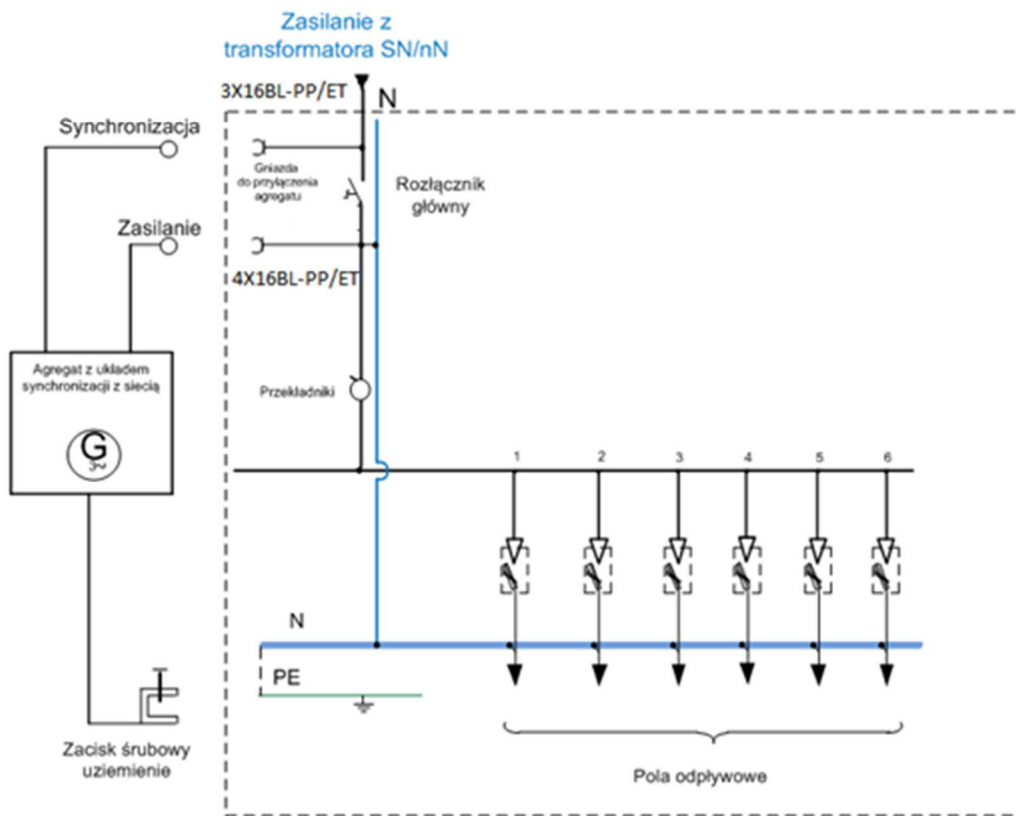 Zasilanie z
transformatora SN/nN
3X16BL-PP/ET
N
Synchronizacja
Gniazda
do przyłączenia
agregatu
Rozłącznik
główny
Zasilanie
4X16BL-PP/ET
Agregat z układem
synchronizacji z siecią
G
3~
Przekładniki
1
2
3
4
5
6
N
PE
Zacisk śrubowy
uziemienie
Pola odpływowe